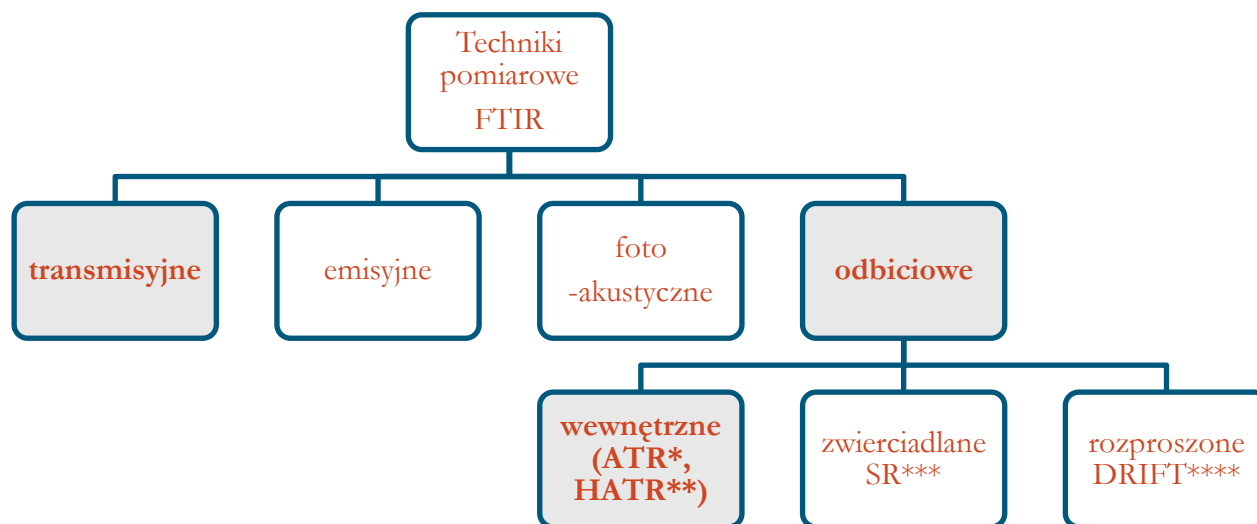 Techniki
pomiarowe
FTIR
transmisyjne
emisyjne
foto
-akustyczne
odbiciowe
wewnętrzne
(ATR*,
HATR**)
zwierciadlane
SR***
rozproszone
DRIFT****